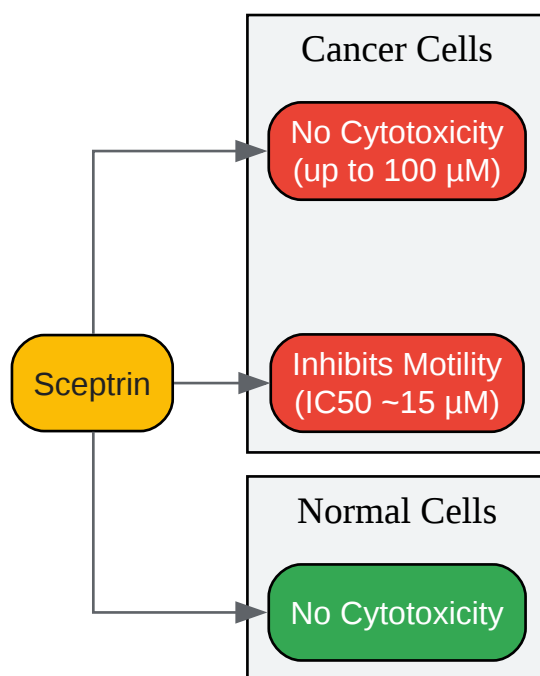 Cancer Cells
No Cytotoxicity
(up to 100 µM)
Sceptrin
Inhibits Motility
(IC50 ~15 µM)
Normal Cells
No Cytotoxicity